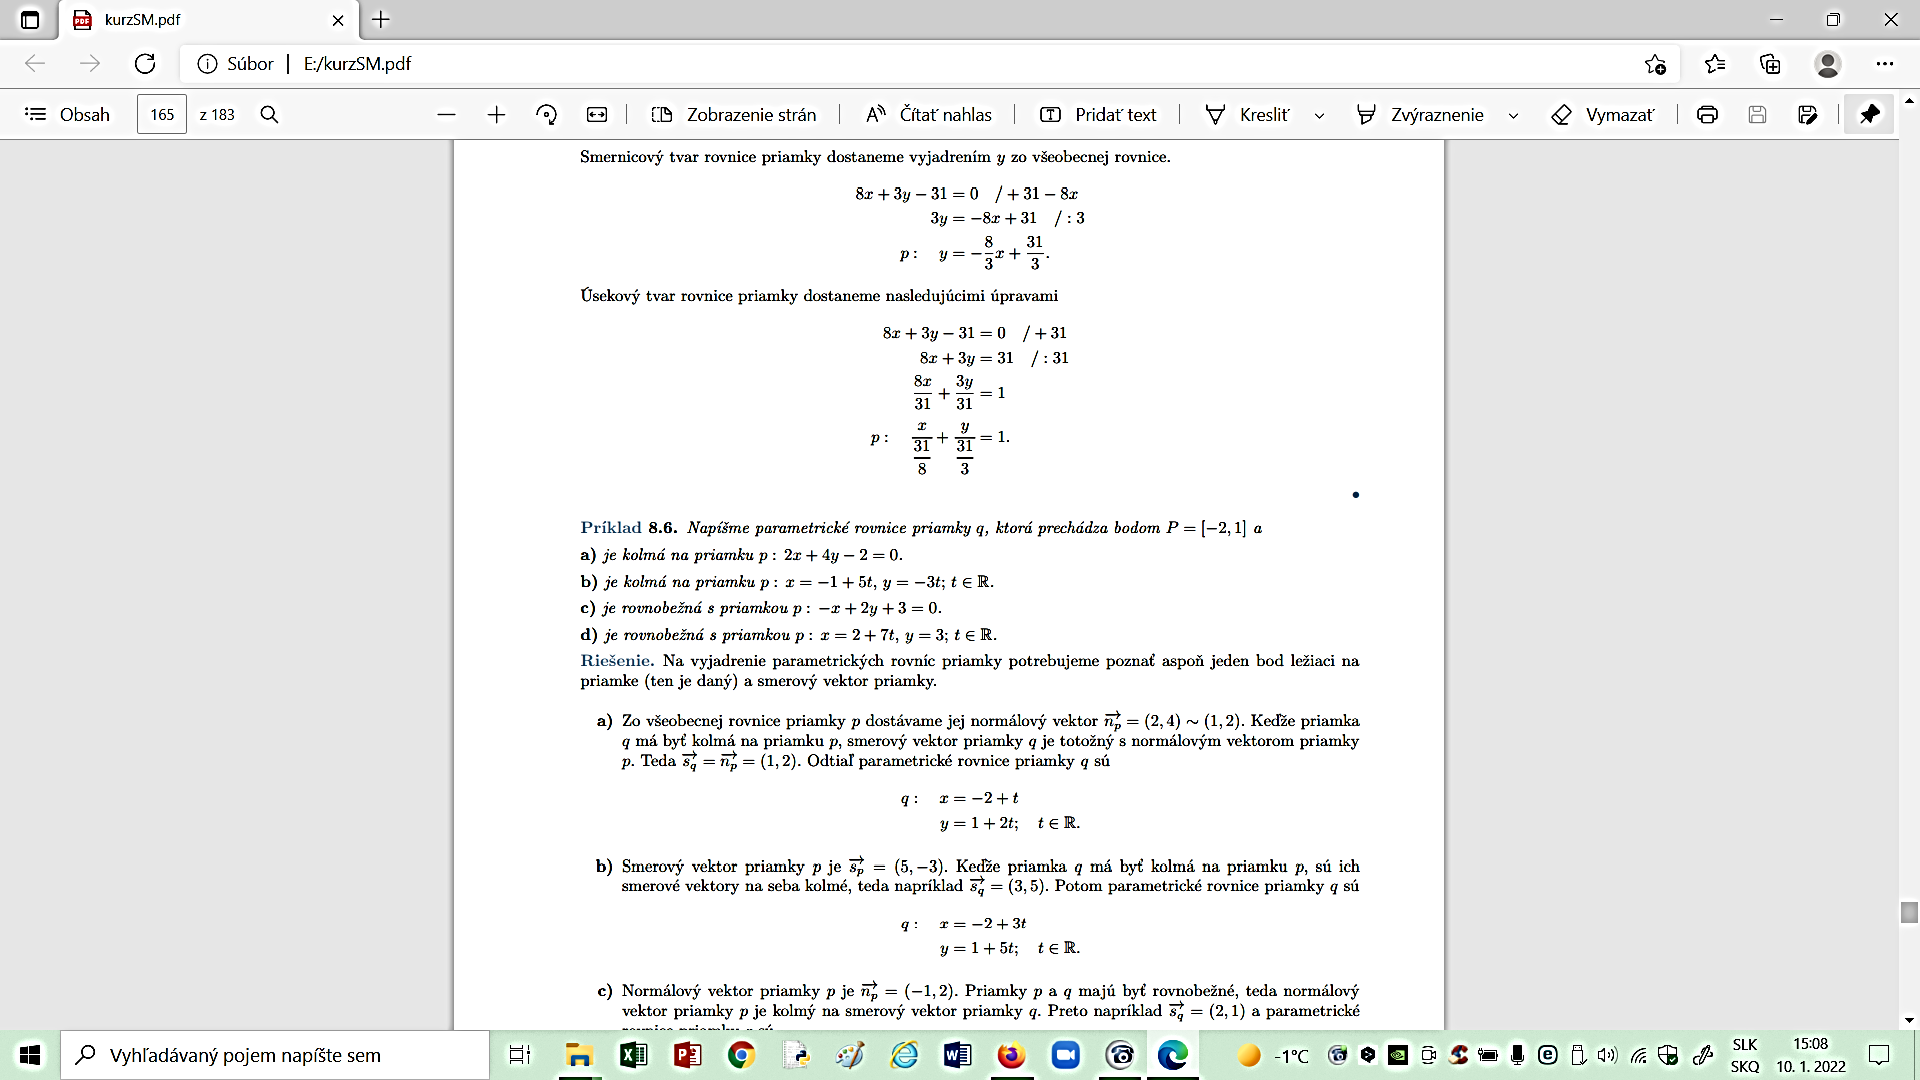 kurzSM.pdf
Súbor | E:/kurzSM.pdf
Obsah 165 z 183 Zobrazenie strán Čítať nahlas Pridať text Kresliť Zvýraznenie Vymazať
Smernicový tvar rovnice priamky dostaneme vyjadrením y zo všeobecnej rovnice.
8x + 3y − 31 = 0 / + 31 − 8x
3y = −8x + 31 / : 3
p : y = −8/3 x + 31/3.
Úsekový tvar rovnice priamky dostaneme nasledujúcimi úpravami
8x + 3y − 31 = 0 / + 31
8x + 3y = 31 / : 31
8x/31 + 3y/31 = 1
p : x/(31/8) + y/(31/3) = 1.
Príklad 8.6. Napíšme parametrické rovnice priamky q, ktorá prechádza bodom P = [−2, 1] a
a) je kolmá na priamku p : 2x + 4y − 2 = 0.
b) je kolmá na priamku p : x = −1 + 5t, y = −3t; t ∈ ℝ.
c) je rovnobežná s priamkou p : −x + 2y + 3 = 0.
d) je rovnobežná s priamkou p : x = 2 + 7t, y = 3; t ∈ ℝ.
Riešenie. Na vyjadrenie parametrických rovníc priamky potrebujeme poznať aspoň jeden bod ležiaci na
priamke (ten je daný) a smerový vektor priamky.
a) Zo všeobecnej rovnice priamky p dostávame jej normálový vektor n⃗_p = (2, 4) ∼ (1, 2). Keďže priamka
q má byť kolmá na priamku p, smerový vektor priamky q je totožný s normálovým vektorom priamky
p. Teda s⃗_q = n⃗_p = (1, 2). Odtiaľ parametrické rovnice priamky q sú
q : x = −2 + t
y = 1 + 2t; t ∈ ℝ.
b) Smerový vektor priamky p je s⃗_p = (5, −3). Keďže priamka q má byť kolmá na priamku p, sú ich
smerové vektory na seba kolmé, teda napríklad s⃗_q = (3, 5). Potom parametrické rovnice priamky q sú
q : x = −2 + 3t
y = 1 + 5t; t ∈ ℝ.
c) Normálový vektor priamky p je n⃗_p = (−1, 2). Priamky p a q majú byť rovnobežné, teda normálový
vektor priamky p je kolmý na smerový vektor priamky q. Preto napríklad s⃗_q = (2, 1) a parametrické
Vyhľadávaný pojem napíšte sem
-1°C
SLK
SKQ
15:08
10. 1. 2022